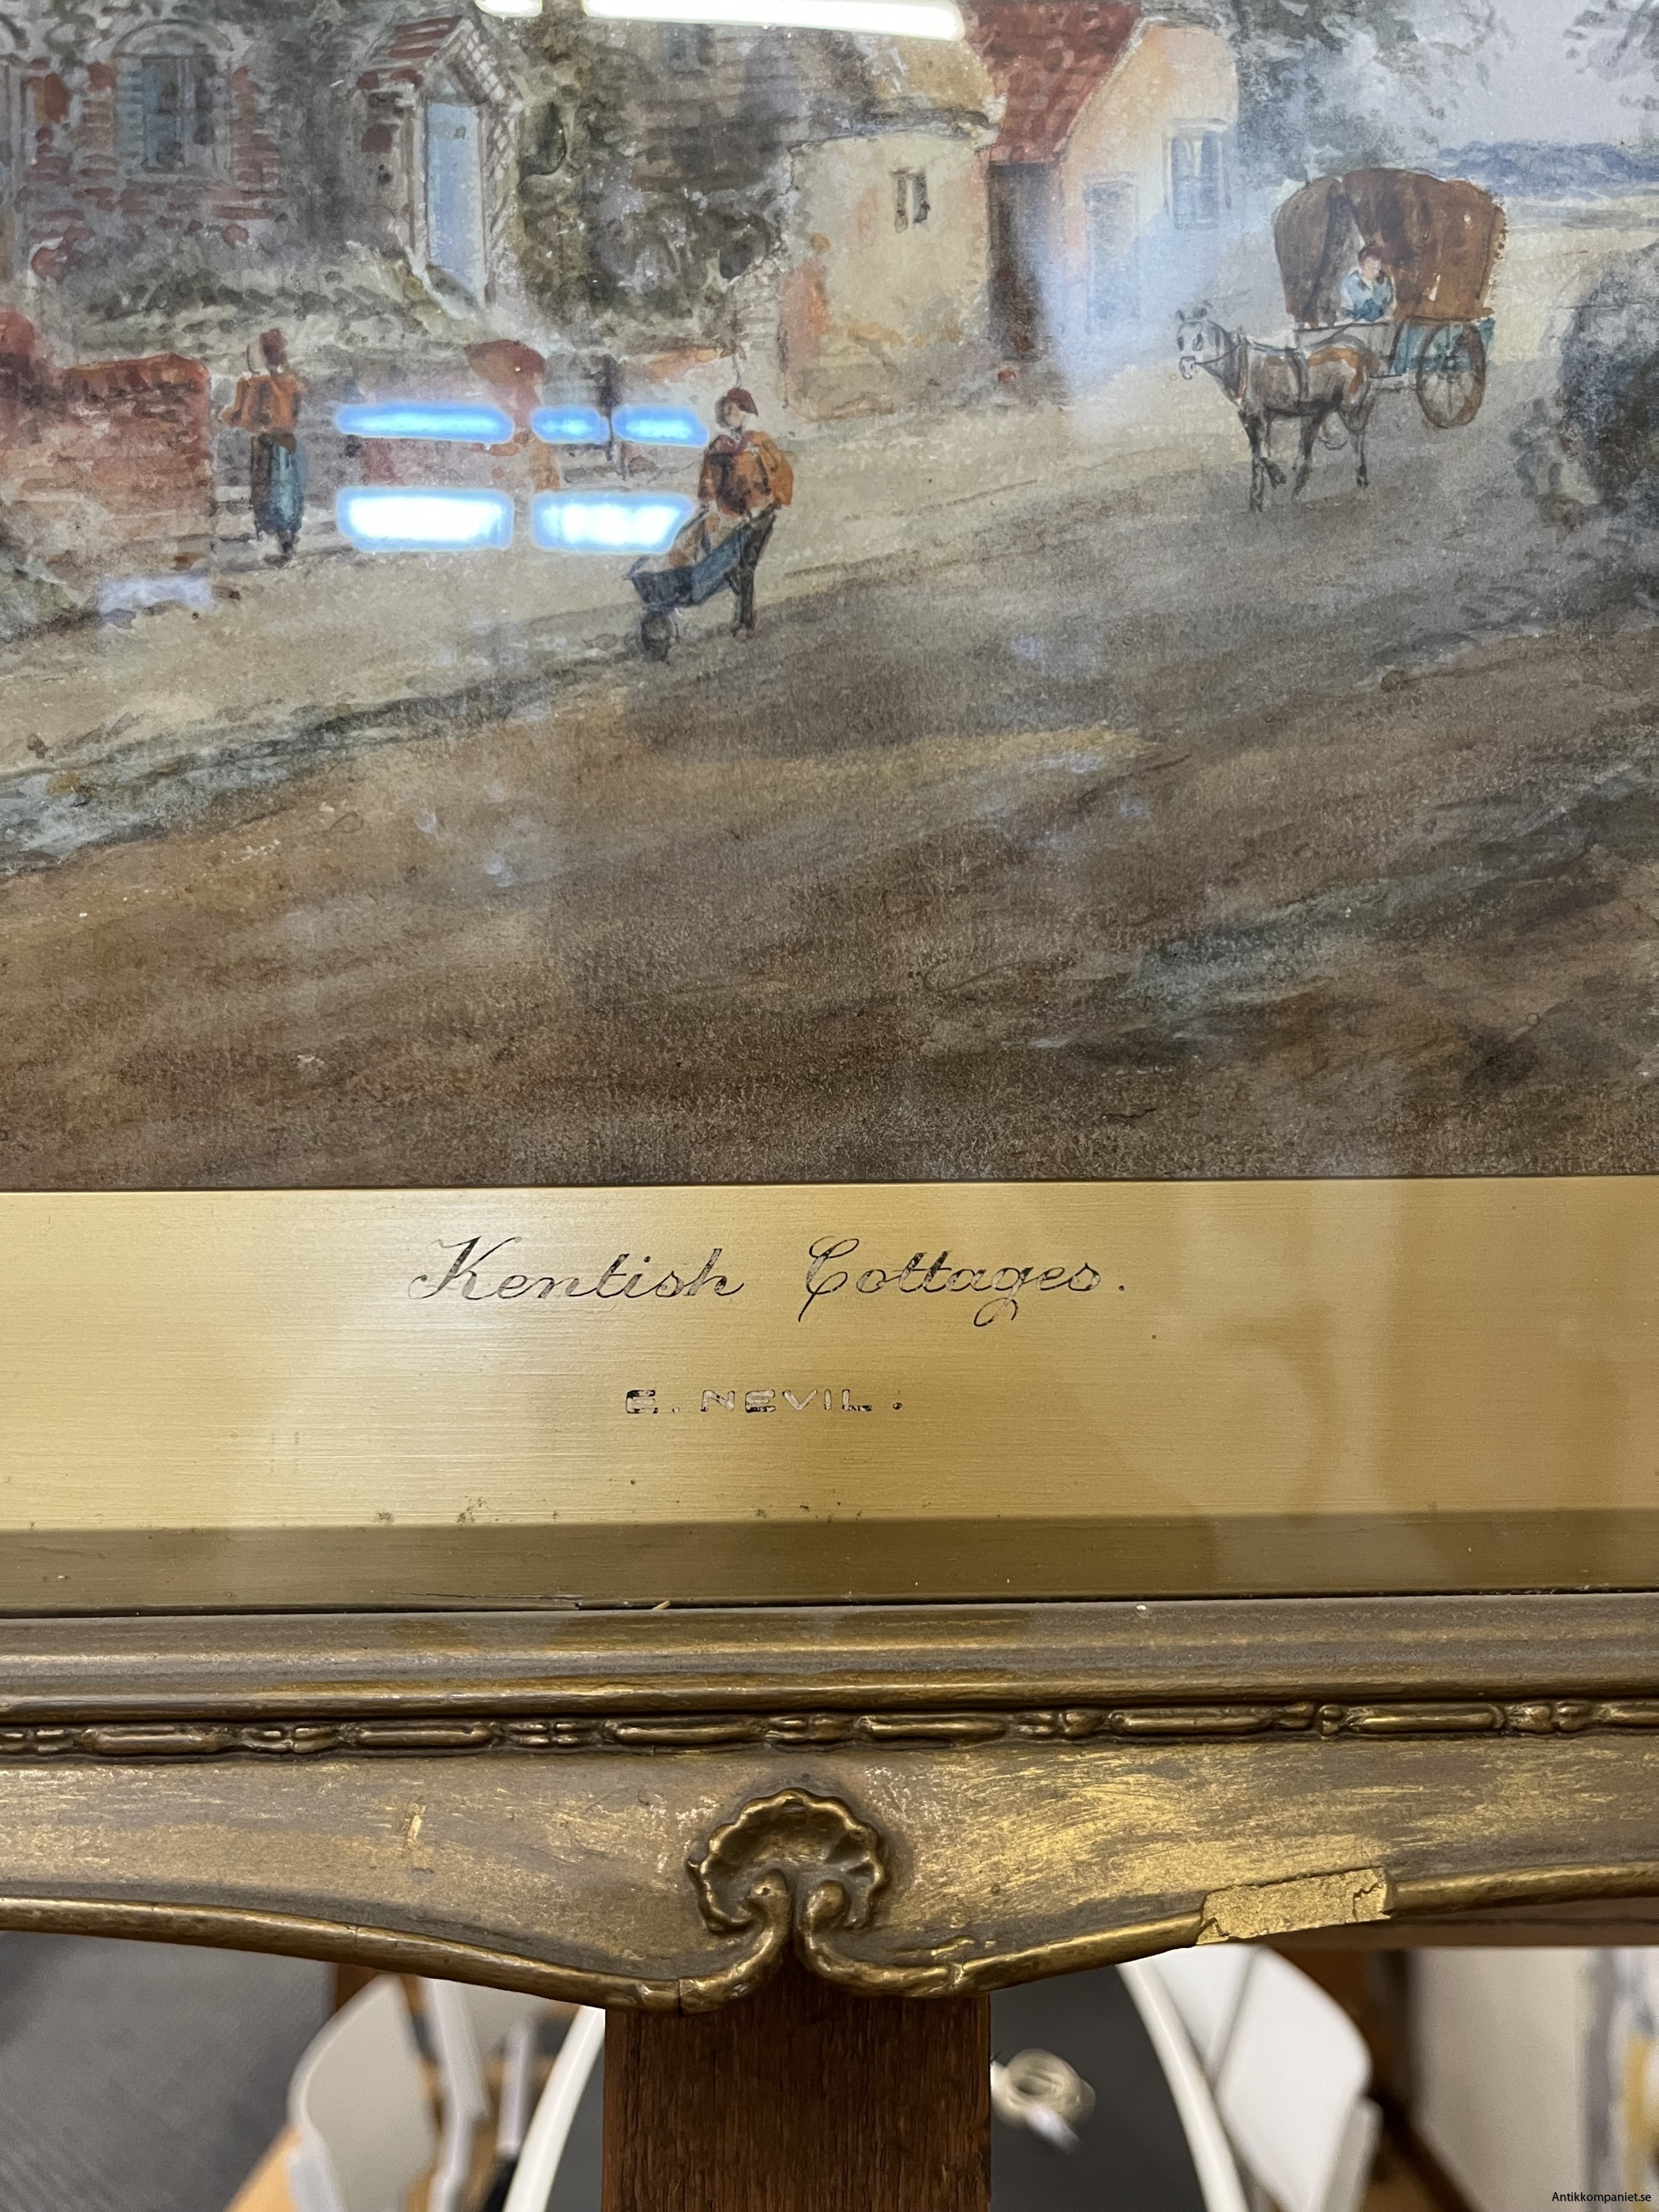 Kentish Cottages.
E. NEVIL.
Antikkompaniet.se